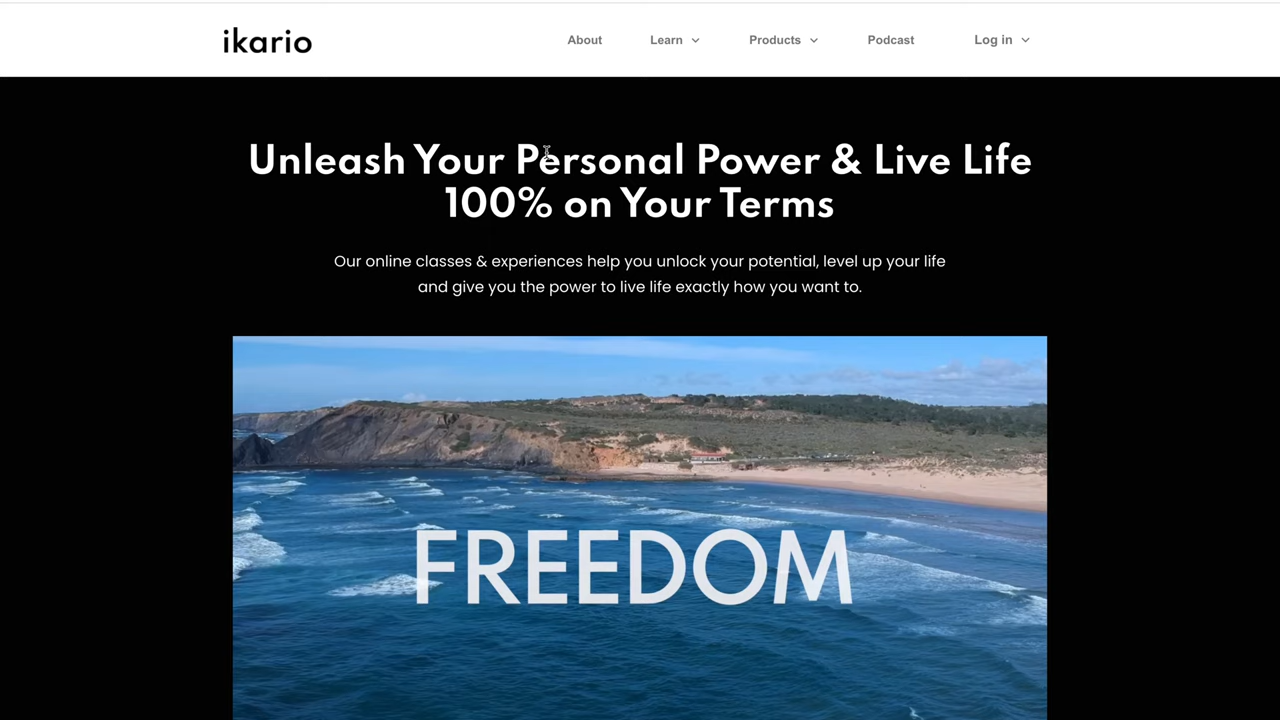 ikario
About
Learn
Products
Podcast
Log in
Unleash Your Personal Power & Live Life
100% on Your Terms
Our online classes & experiences help you unlock your potential, level up your life
and give you the power to live life exactly how you want to.
FREEDOM